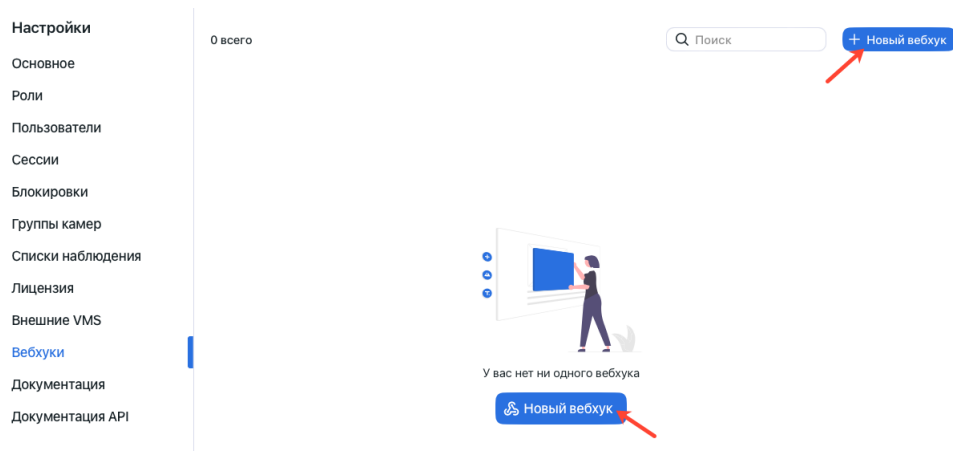 Настройки
Основное
Роли
Пользователи
Сессии
Блокировки
Группы камер
Списки наблюдения
Лицензия
Внешние VMS
Вебхуки
Документация
Документация API
0 всего
Поиск
+ Новый вебхук
У вас нет ни одного вебхука
Новый вебхук